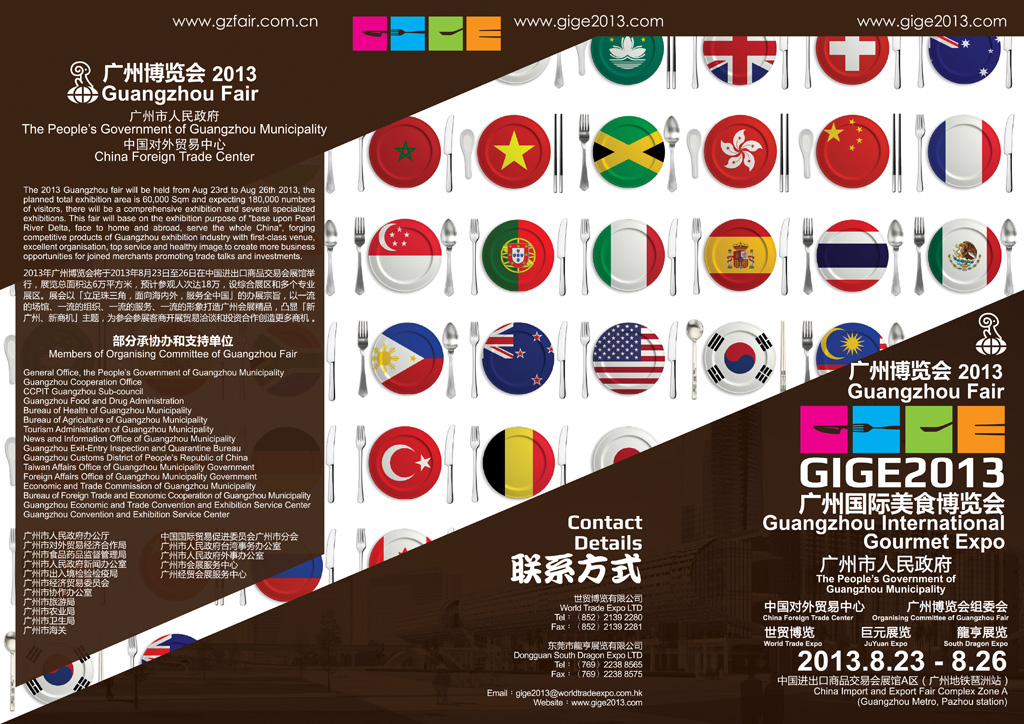 www.gzfair.com.cn
广州博览会 2013
Guangzhou Fair
广州市人民政府
The People's Government of Guangzhou Municipality
中国对外贸易中心
China Foreign Trade Center
The 2013 Guangzhou fair will be held from Aug 23rd to Aug 26th 2013, the
planned total exhibition area is 60,000 Sqm and expecting 180,000 numbers
of visitors, there will be a comprehensive exhibition and several specialized
exhibitions. This fair will base on the exhibition purpose of "base upon Pearl
River Delta, face to home and abroad, serve the whole China", forging
competitive products of Guangzhou exhibition industry with first-class venue,
excellent organisation, top service and healthy image.to create more business
opportunities for joined merchants promoting trade talks and investments.
2013年广州博览会将于2013年8月23日至26日在中国进出口商品交易会展馆举
行，展览总面积达6万平方米，预计参观人次达18万，设综合展区和多个专业
展区。展会以「立足珠三角，面向海内外，服务全中国」的办展宗旨，以一流
的场馆、一流的组织、一流的服务、一流的形象打造广州会展精品，凸显「新
广州、新商机」主题，为参会参展客商开展贸易洽谈和投资合作创造更多商机 。
部分承协办和支持单位
Members of Organising Committee of Guangzhou Fair
General Office, the People's Government of Guangzhou Municipality
Guangzhou Cooperation Office
CCPIT Guangzhou Sub-council
Guangzhou Food and Drug Administration
Bureau of Health of Guangzhou Municipality
Bureau of Agriculture of Guangzhou Municipality
Tourism Administration of Guangzhou Municipality
News and Information Office of Guangzhou Municipality
Guangzhou Exit-Entry Inspection and Quarantine Bureau
Guangzhou Customs District of People's Republic of China
Taiwan Affairs Office of Guangzhou Municipality Government
Foreign Affairs Office of Guangzhou Municipality Government
Economic and Trade Commission of Guangzhou Municipality
Bureau of Foreign Trade and Economic Cooperation of Guangzhou Municipality
Guangzhou Economic and Trade Convention and Exhibition Service Center
Guangzhou Convention and Exhibition Service Center
广州市人民政府办公厅
广州市对外贸易经济合作局
广州市食品药品监督管理局
广州市人民政府新闻办公室
广州市出入境检验检疫局
广州市经济贸易委员会
广州市协作办公室
广州市旅游局
广州市农业局
广州市卫生局
广州市海关
中国国际贸易促进委员会广州市分会
广州市人民政府台湾事务办公室
广州市人民政府外事办公室
广州市会展服务中心
广州经贸会展服务中心
www.gige2013.com
Contact
Details
联系方式
世贸博览有限公司
World Trade Expo LTD
Tel：（852）2139 2280
Fax：（852）2139 2281
东莞市龍亨展览有限公司
Dongguan South Dragon Expo LTD
Tel：（769）2238 8565
Fax：（769）2238 8575
Email：gige2013@worldtradeexpo.com.hk
Website：www.gige2013.com
www.gige2013.com
广州博览会 2013
Guangzhou Fair
GIGE2013
广州国际美食博览会
Guangzhou International
Gourmet Expo
广州市人民政府
The People's Government of
Guangzhou Municipality
中国对外贸易中心 广州博览会组委会
China Foreign Trade Center Organising Committee of Guangzhou Fair
世贸博览 巨元展览 龍亨展览
World Trade Expo JuYuan Expo South Dragon Expo
2013.8.23 - 8.26
中国进出口商品交易会展馆A区（广州地铁琶洲站）
China Import and Export Fair Complex Zone A
(Guangzhou Metro, Pazhou station)